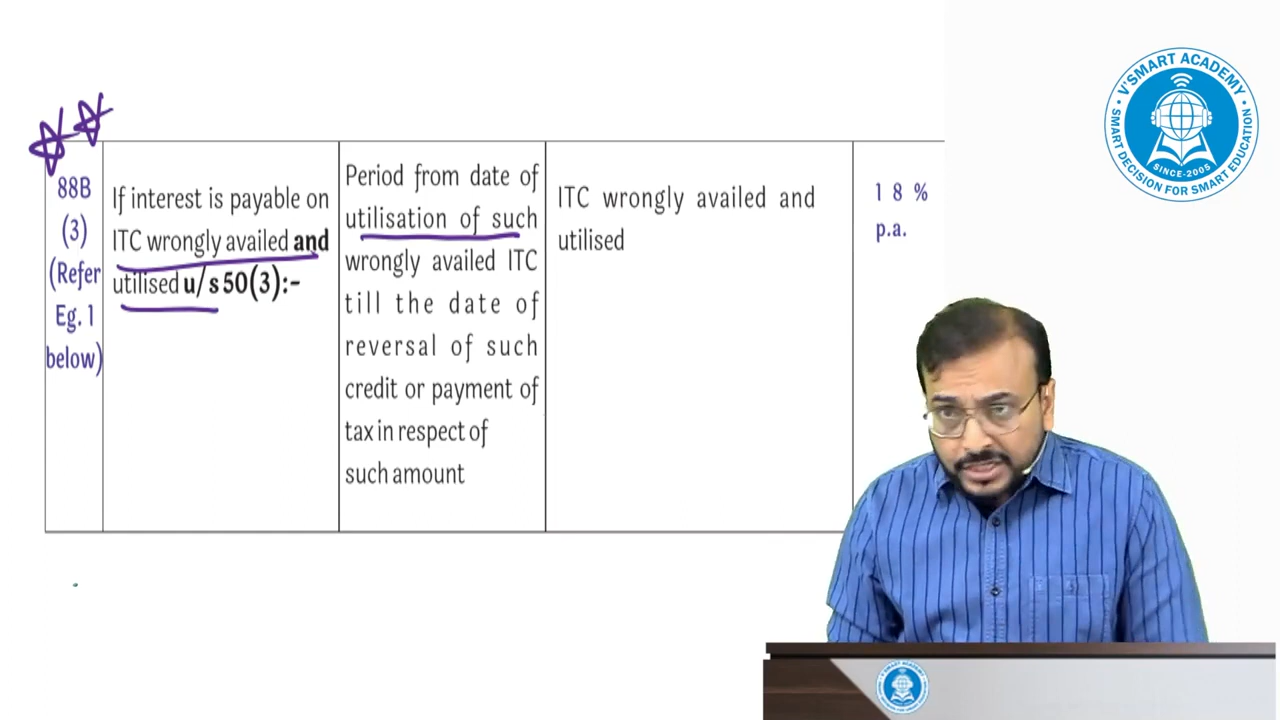 88B
(3)
(Refer
Eg. 1
below)
If interest is payable on
ITC wrongly availed and
utilised u/s 50(3):-
Period from date of
utilisation of such
wrongly availed ITC
till the date of
reversal of such
credit or payment of
tax in respect of
such amount
ITC wrongly availed and
utilised
18%
p.a.
V'SMART ACADEMY
SINCE-2005
SMART DECISION FOR SMART EDUCATION